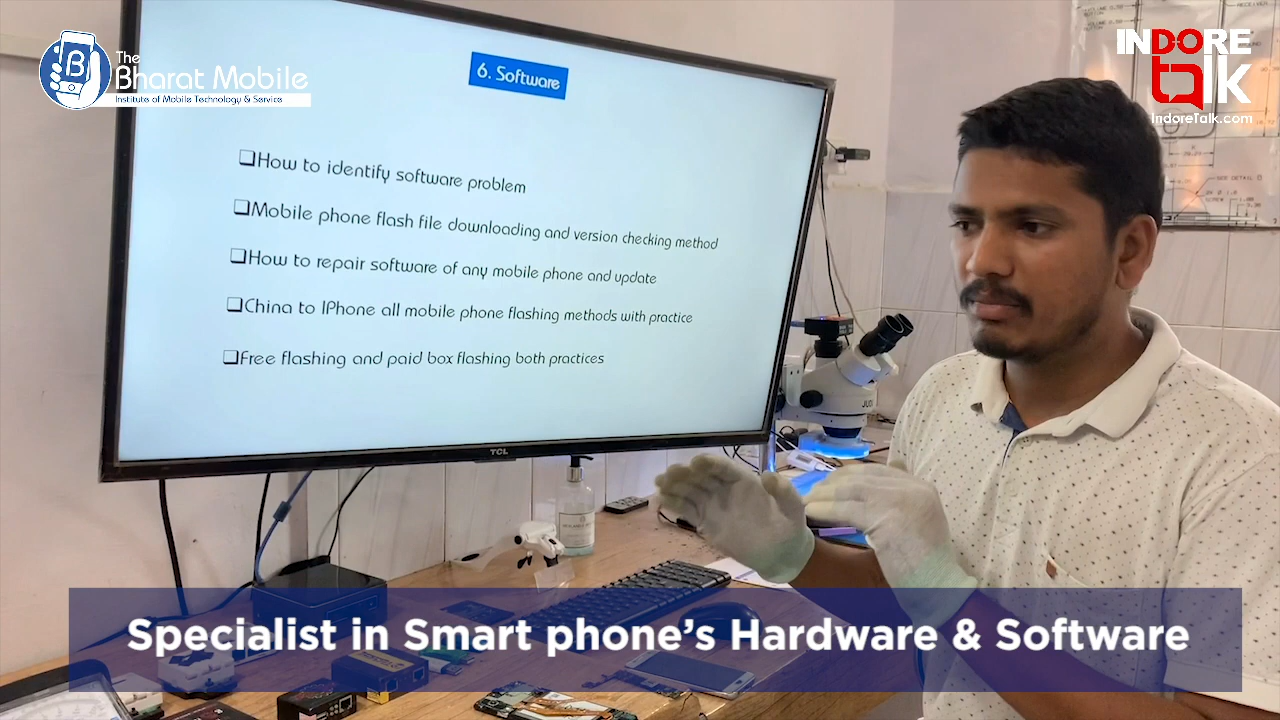 The
Bharat Mobile
Institute of Mobile Technology & Service
INDORE
talk
IndoreTalk.com
6. Software
❑How to identify software problem
❑Mobile phone flash file downloading and version checking method
❑How to repair software of any mobile phone and update
❑China to IPhone all mobile phone flashing methods with practice
❑Free flashing and paid box flashing both practices
TCL
Specialist in Smart phone’s Hardware & Software